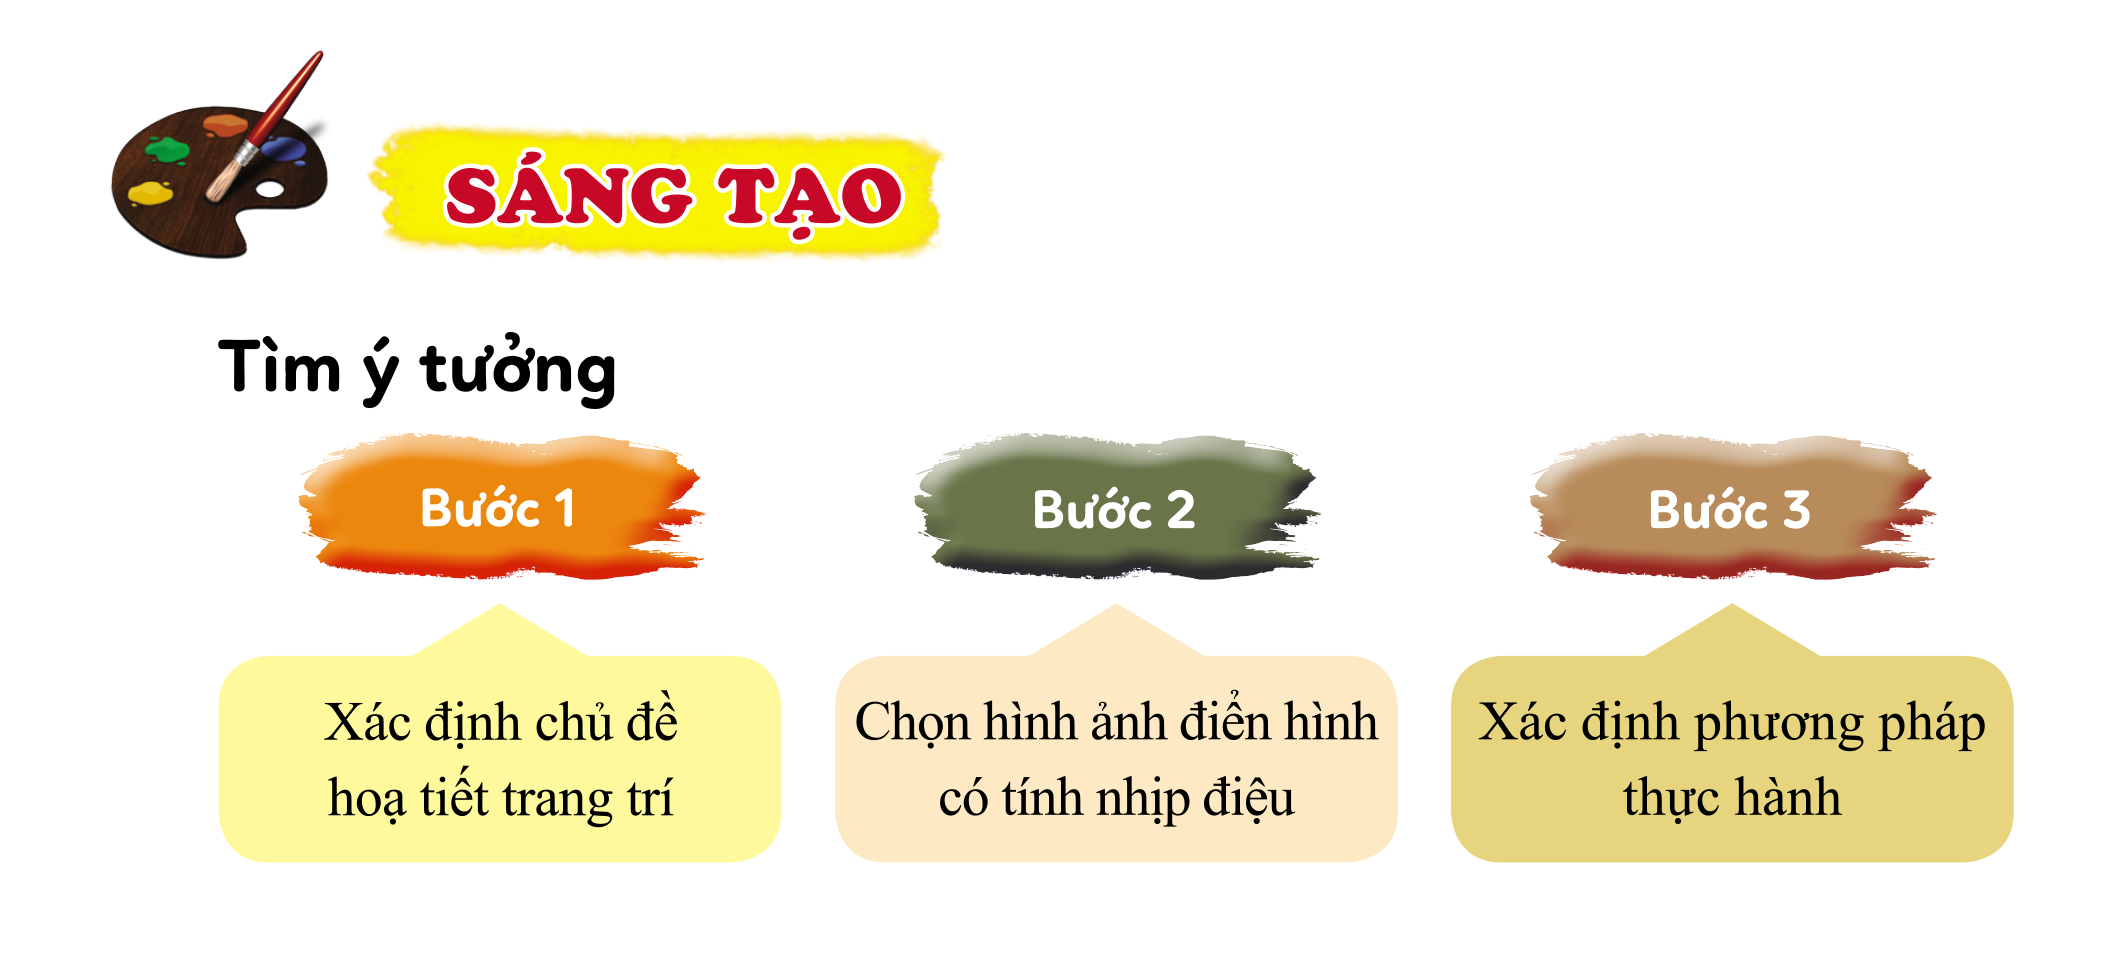 SÁNG TẠO
Tìm ý tưởng
Bước 1
Xác định chủ đề
hoạ tiết trang trí
Bước 2
Chọn hình ảnh điển hình
có tính nhịp điệu
Bước 3
Xác định phương pháp
thực hành